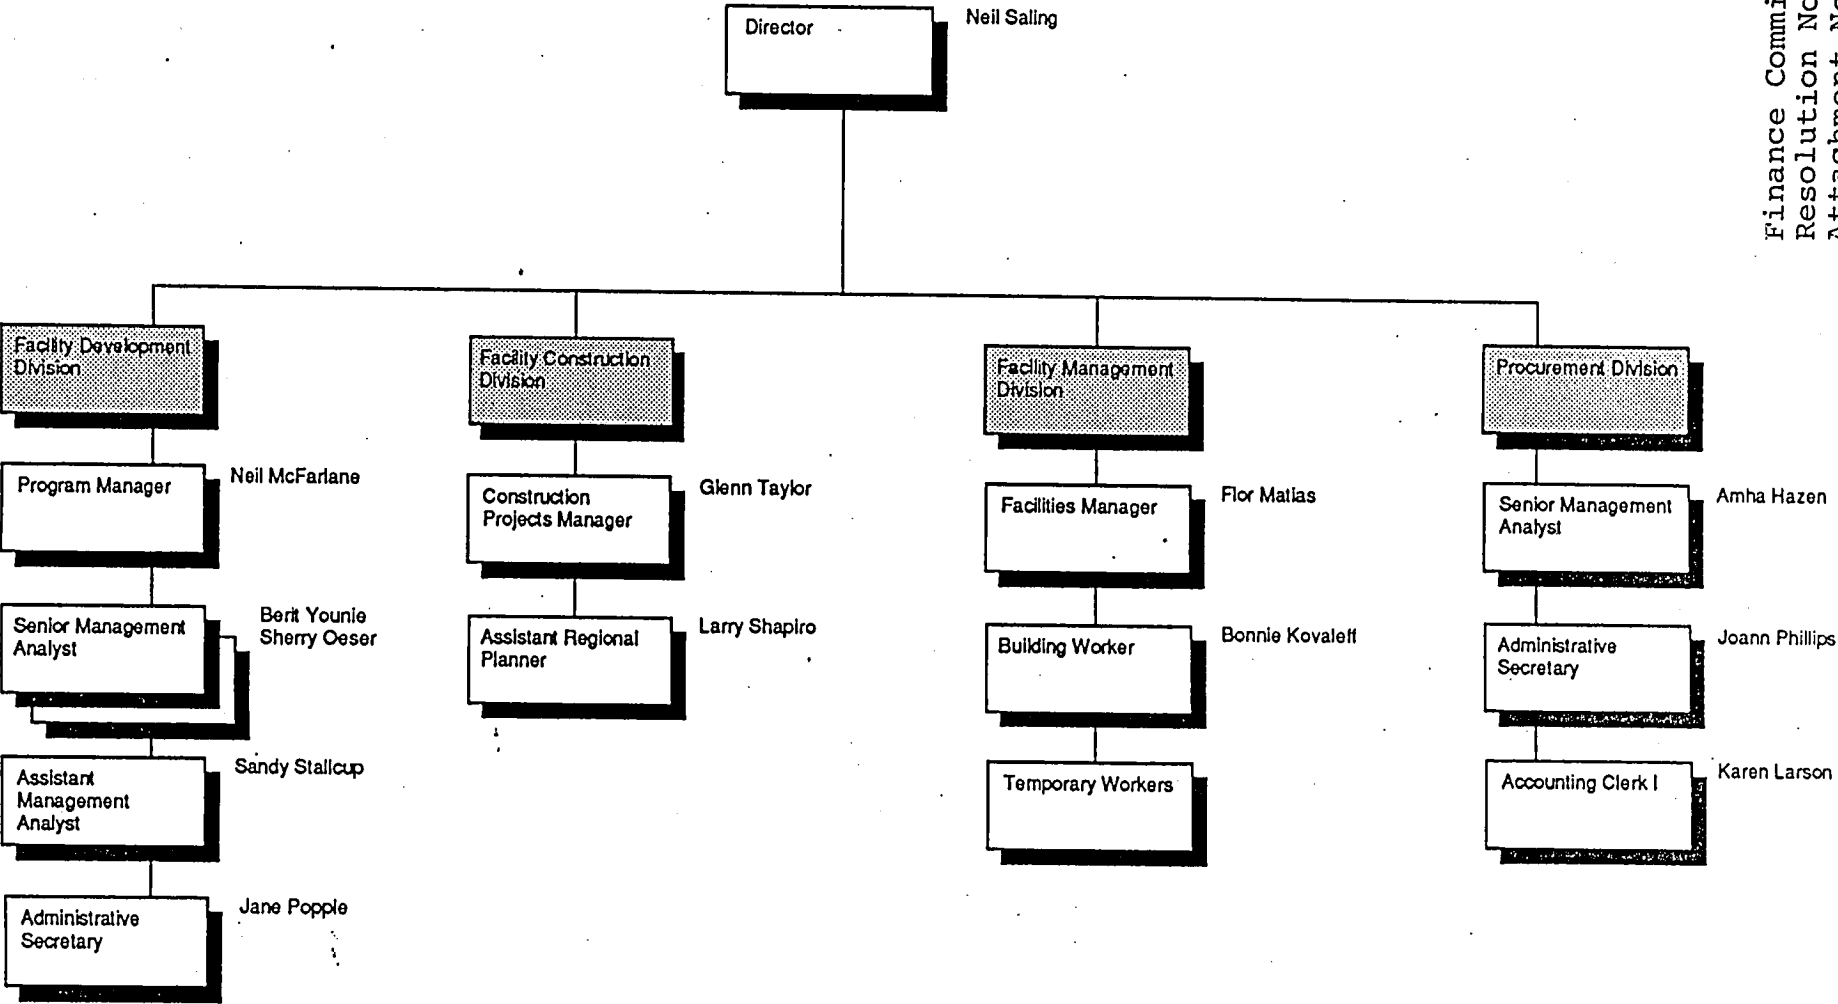 Director
Neil Saling
Finance
Resolution
Facility Development
Division
Program Manager
Neil McFarlane
Senior Management
Analyst
Berit Younie
Sherry Oeser
Assistant
Management
Analyst
Sandy Stallcup
Administrative
Secretary
Jane Popple
Facility Construction
Division
Construction
Projects Manager
Glenn Taylor
Assistant Regional
Planner
Larry Shapiro
Facility Management
Division
Facilities Manager
Flor Matias
Building Worker
Bonnie Kovaleff
Temporary Workers
Procurement Division
Senior Management
Analyst
Amha Hazen
Administrative
Secretary
Joann Phillips
Accounting Clerk I
Karen Larson